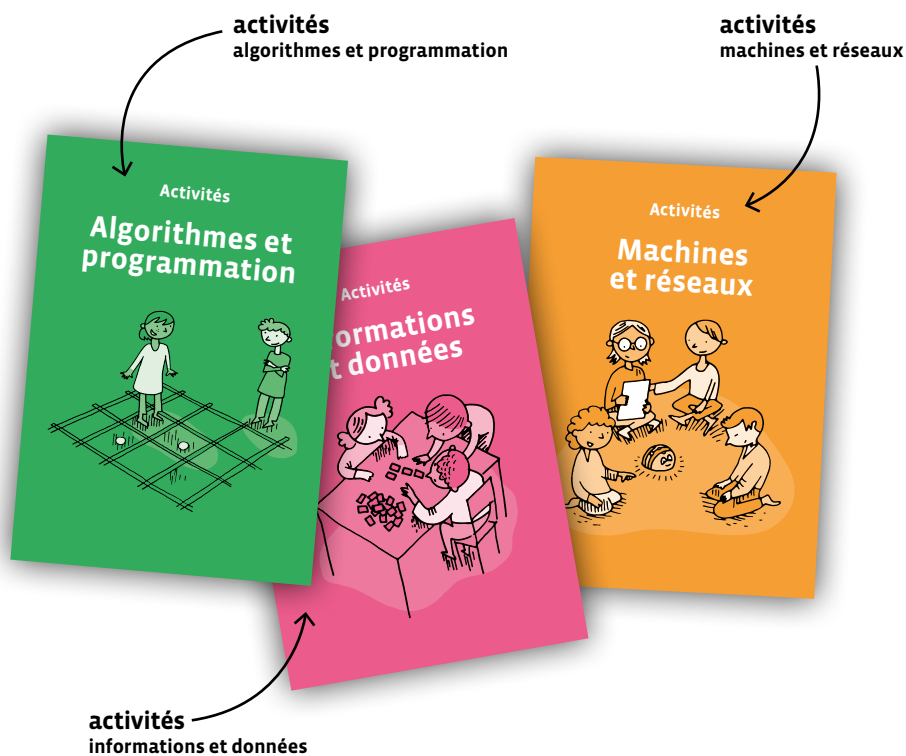 activités
algorithmes et programmation
activités
machines et réseaux
Activités
Algorithmes et
programmation
Activités
ormations
t données
Activités
Machines
et réseaux
activités
informations et données